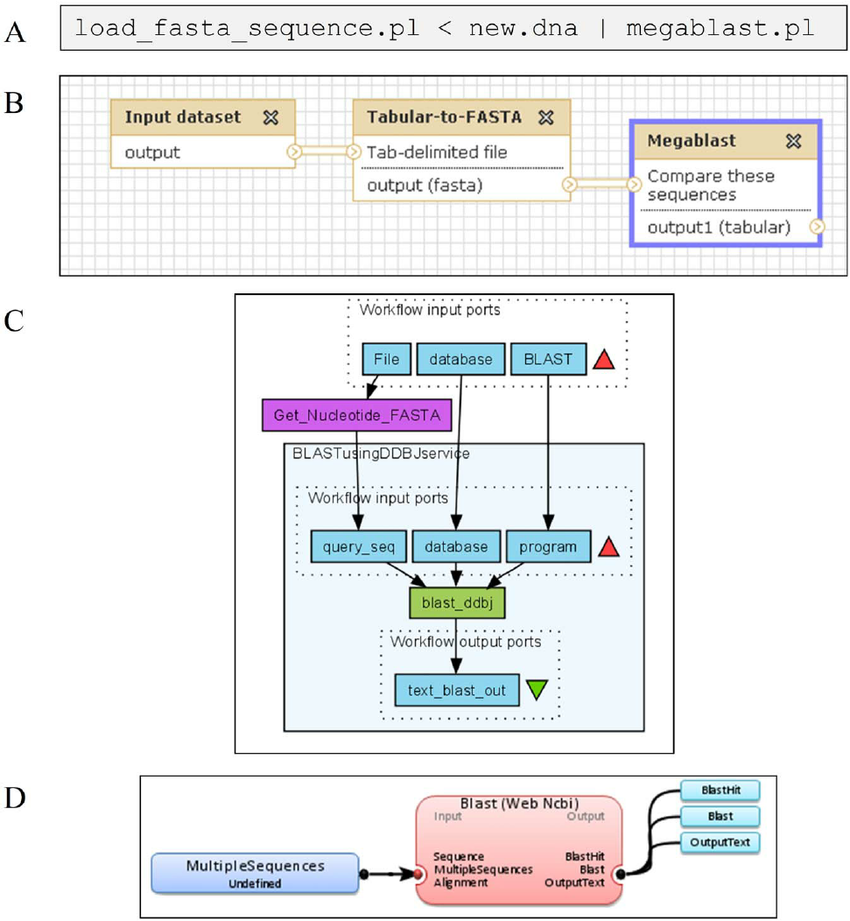 A
load_fasta_sequence.pl < new.dna | megablast.pl
B
Input dataset
output
Tabular-to-FASTA
Tab-delimited file
output (fasta)
Megablast
Compare these
sequences
output1 (tabular)
C
Workflow input ports
File database BLAST
Get_Nucleotide_FASTA
BLASTusingDDBJservice
Workflow input ports
query_seq database program
blast_ddbj
Workflow output ports
text_blast_out
D
MultipleSequences
Undefined
Blast (Web Ncbi)
Input Output
Sequence BlastHit
MultipleSequences Blast
Alignment OutputText
BlastHit
Blast
OutputText